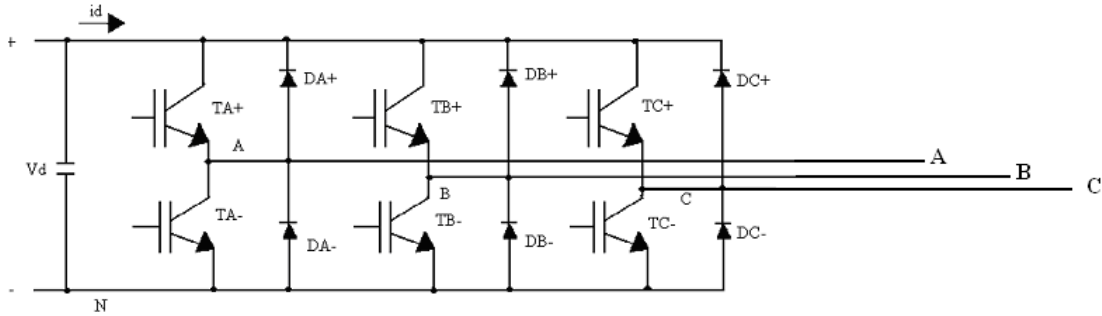 id
+
DA+
DB+
DC+
TA+
TB+
TC+
A
A
Vd
B
B
C
C
TA-
TB-
TC-
DA-
DB-
DC-
-
N